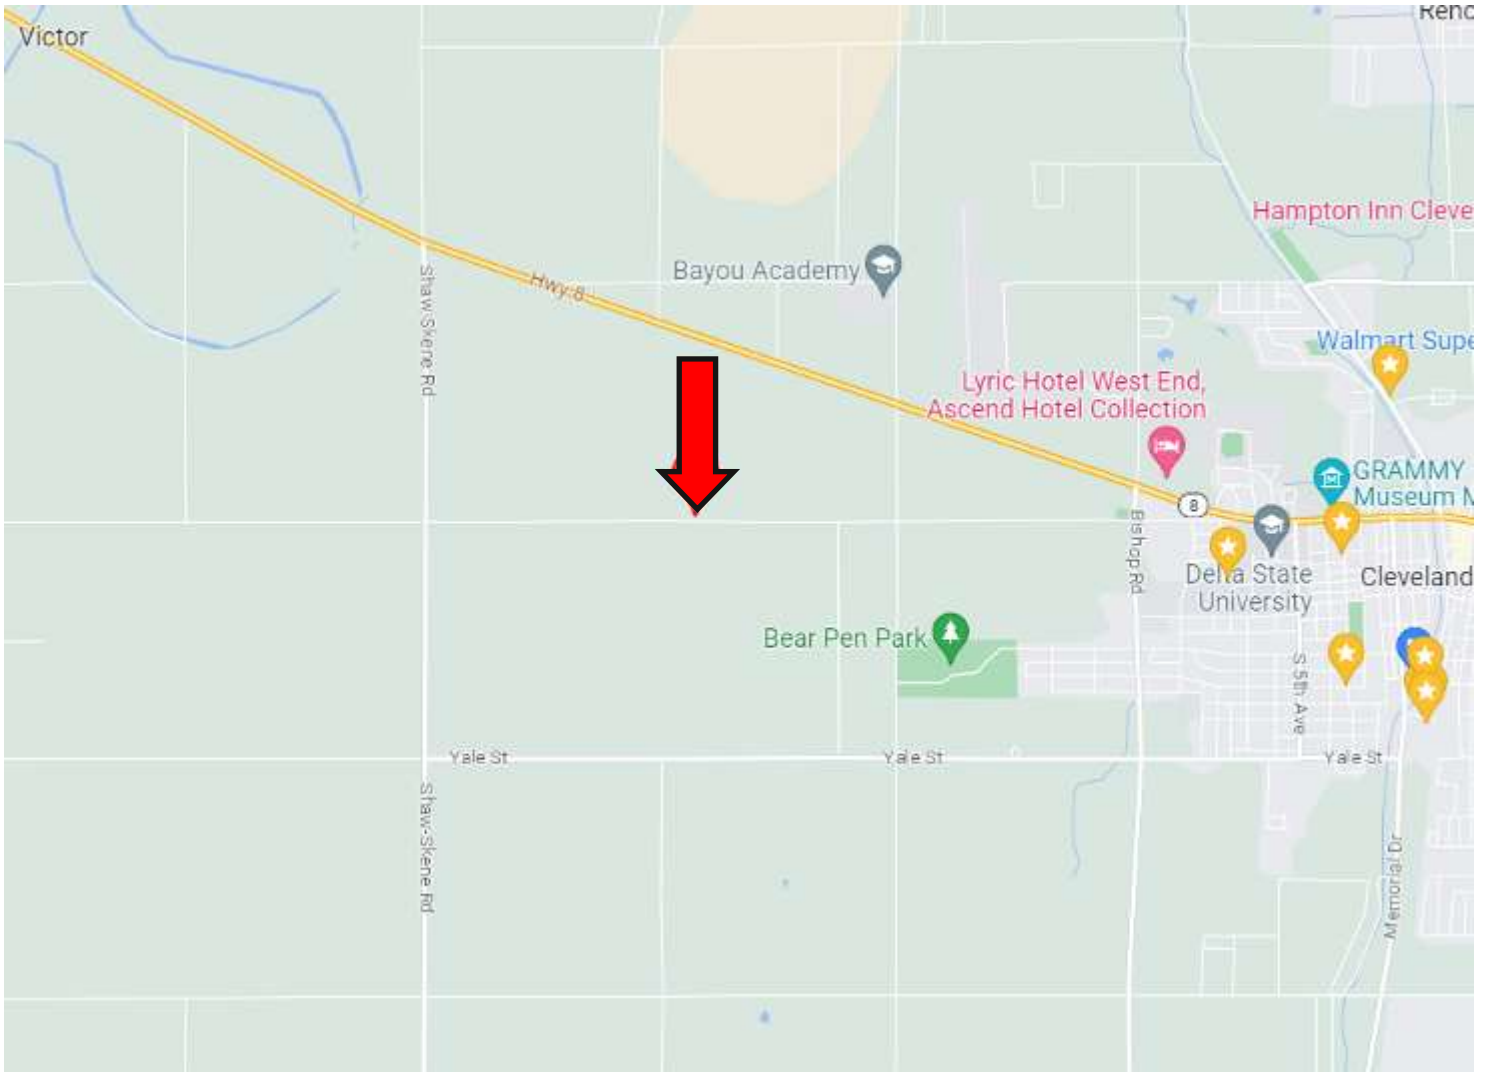 Victor
Reno
Hampton Inn Cleve
Bayou Academy
Hwy 8
Shaw-Skene Rd
Walmart Supe
Lyric Hotel West End,
Ascend Hotel Collection
GRAMMY
Museum M
8
Bishop Rd
Delta State
University
Cleveland
Bear Pen Park
S 5th Ave
Yale St
Yale St
Yale St
Shaw-Skene Rd
Memorial Dr